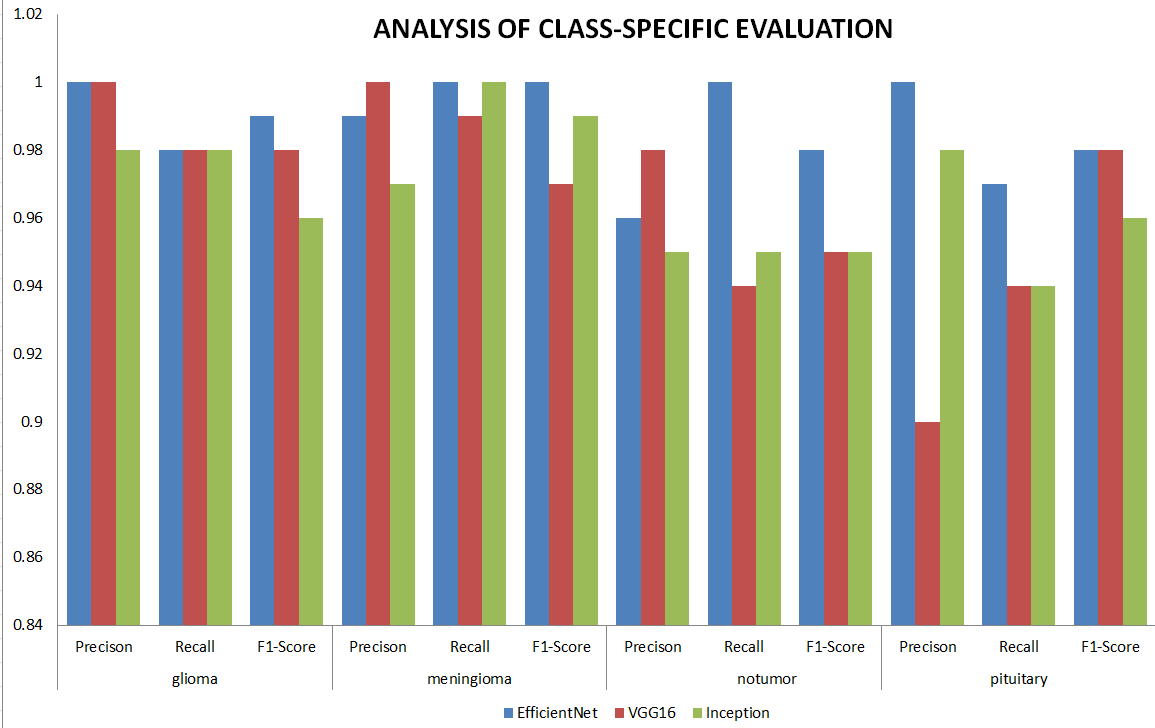 ANALYSIS OF CLASS-SPECIFIC EVALUATION
1.02
1
0.98
0.96
0.94
0.92
0.9
0.88
0.86
0.84
Precison Recall F1-Score Precison Recall F1-Score Precison Recall F1-Score Precison Recall F1-Score
glioma meningioma notumor pituitary
EfficientNet VGG16 Inception